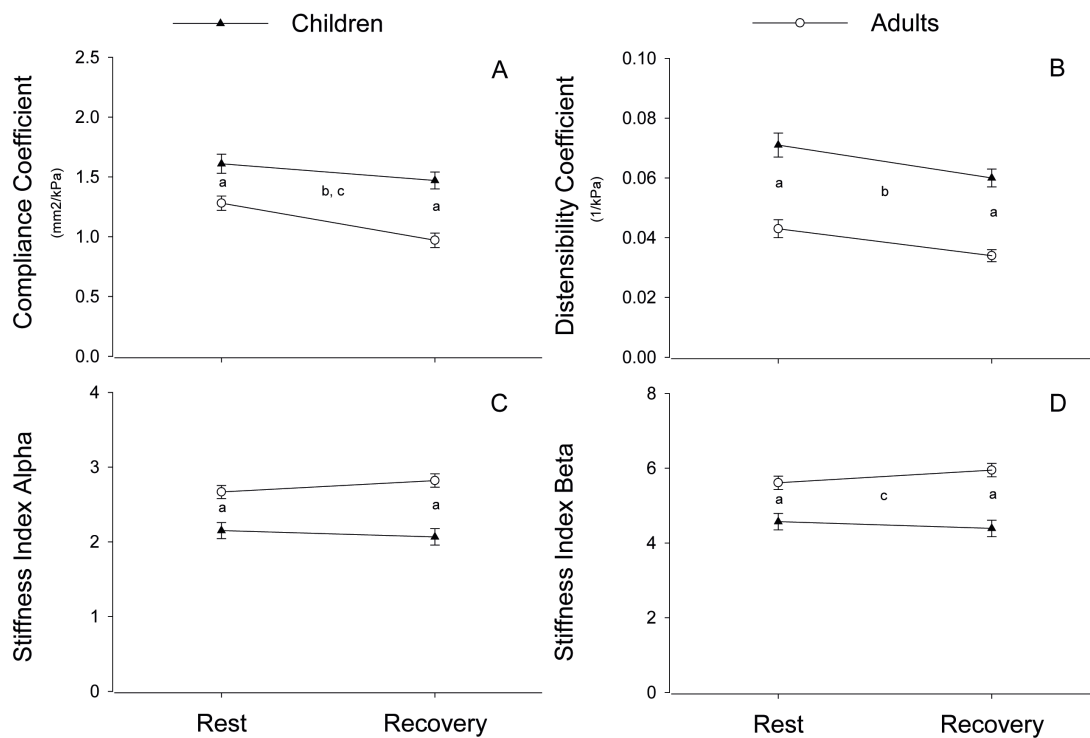 Children
Adults
A
Compliance Coefficient
(mm2/kPa)
2.5
2.0
1.5
1.0
0.5
0.0
a
b, c
a
B
Distensibility Coefficient
(1/kPa)
0.10
0.08
0.06
0.04
0.02
0.00
a
b
a
C
Stiffness Index Alpha
4
3
2
1
0
a
a
Rest
Recovery
D
Stiffness Index Beta
8
6
4
2
0
a
c
a
Rest
Recovery